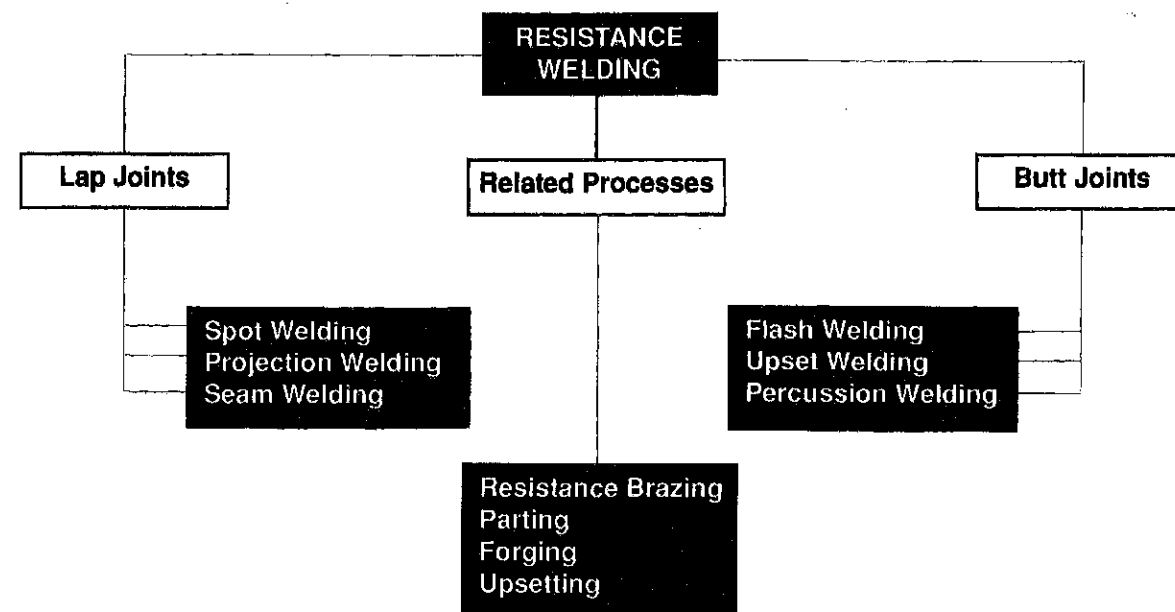 RESISTANCE
WELDING
Lap Joints
Related Processes
Butt Joints
Spot Welding
Projection Welding
Seam Welding
Flash Welding
Upset Welding
Percussion Welding
Resistance Brazing
Parting
Forging
Upsetting